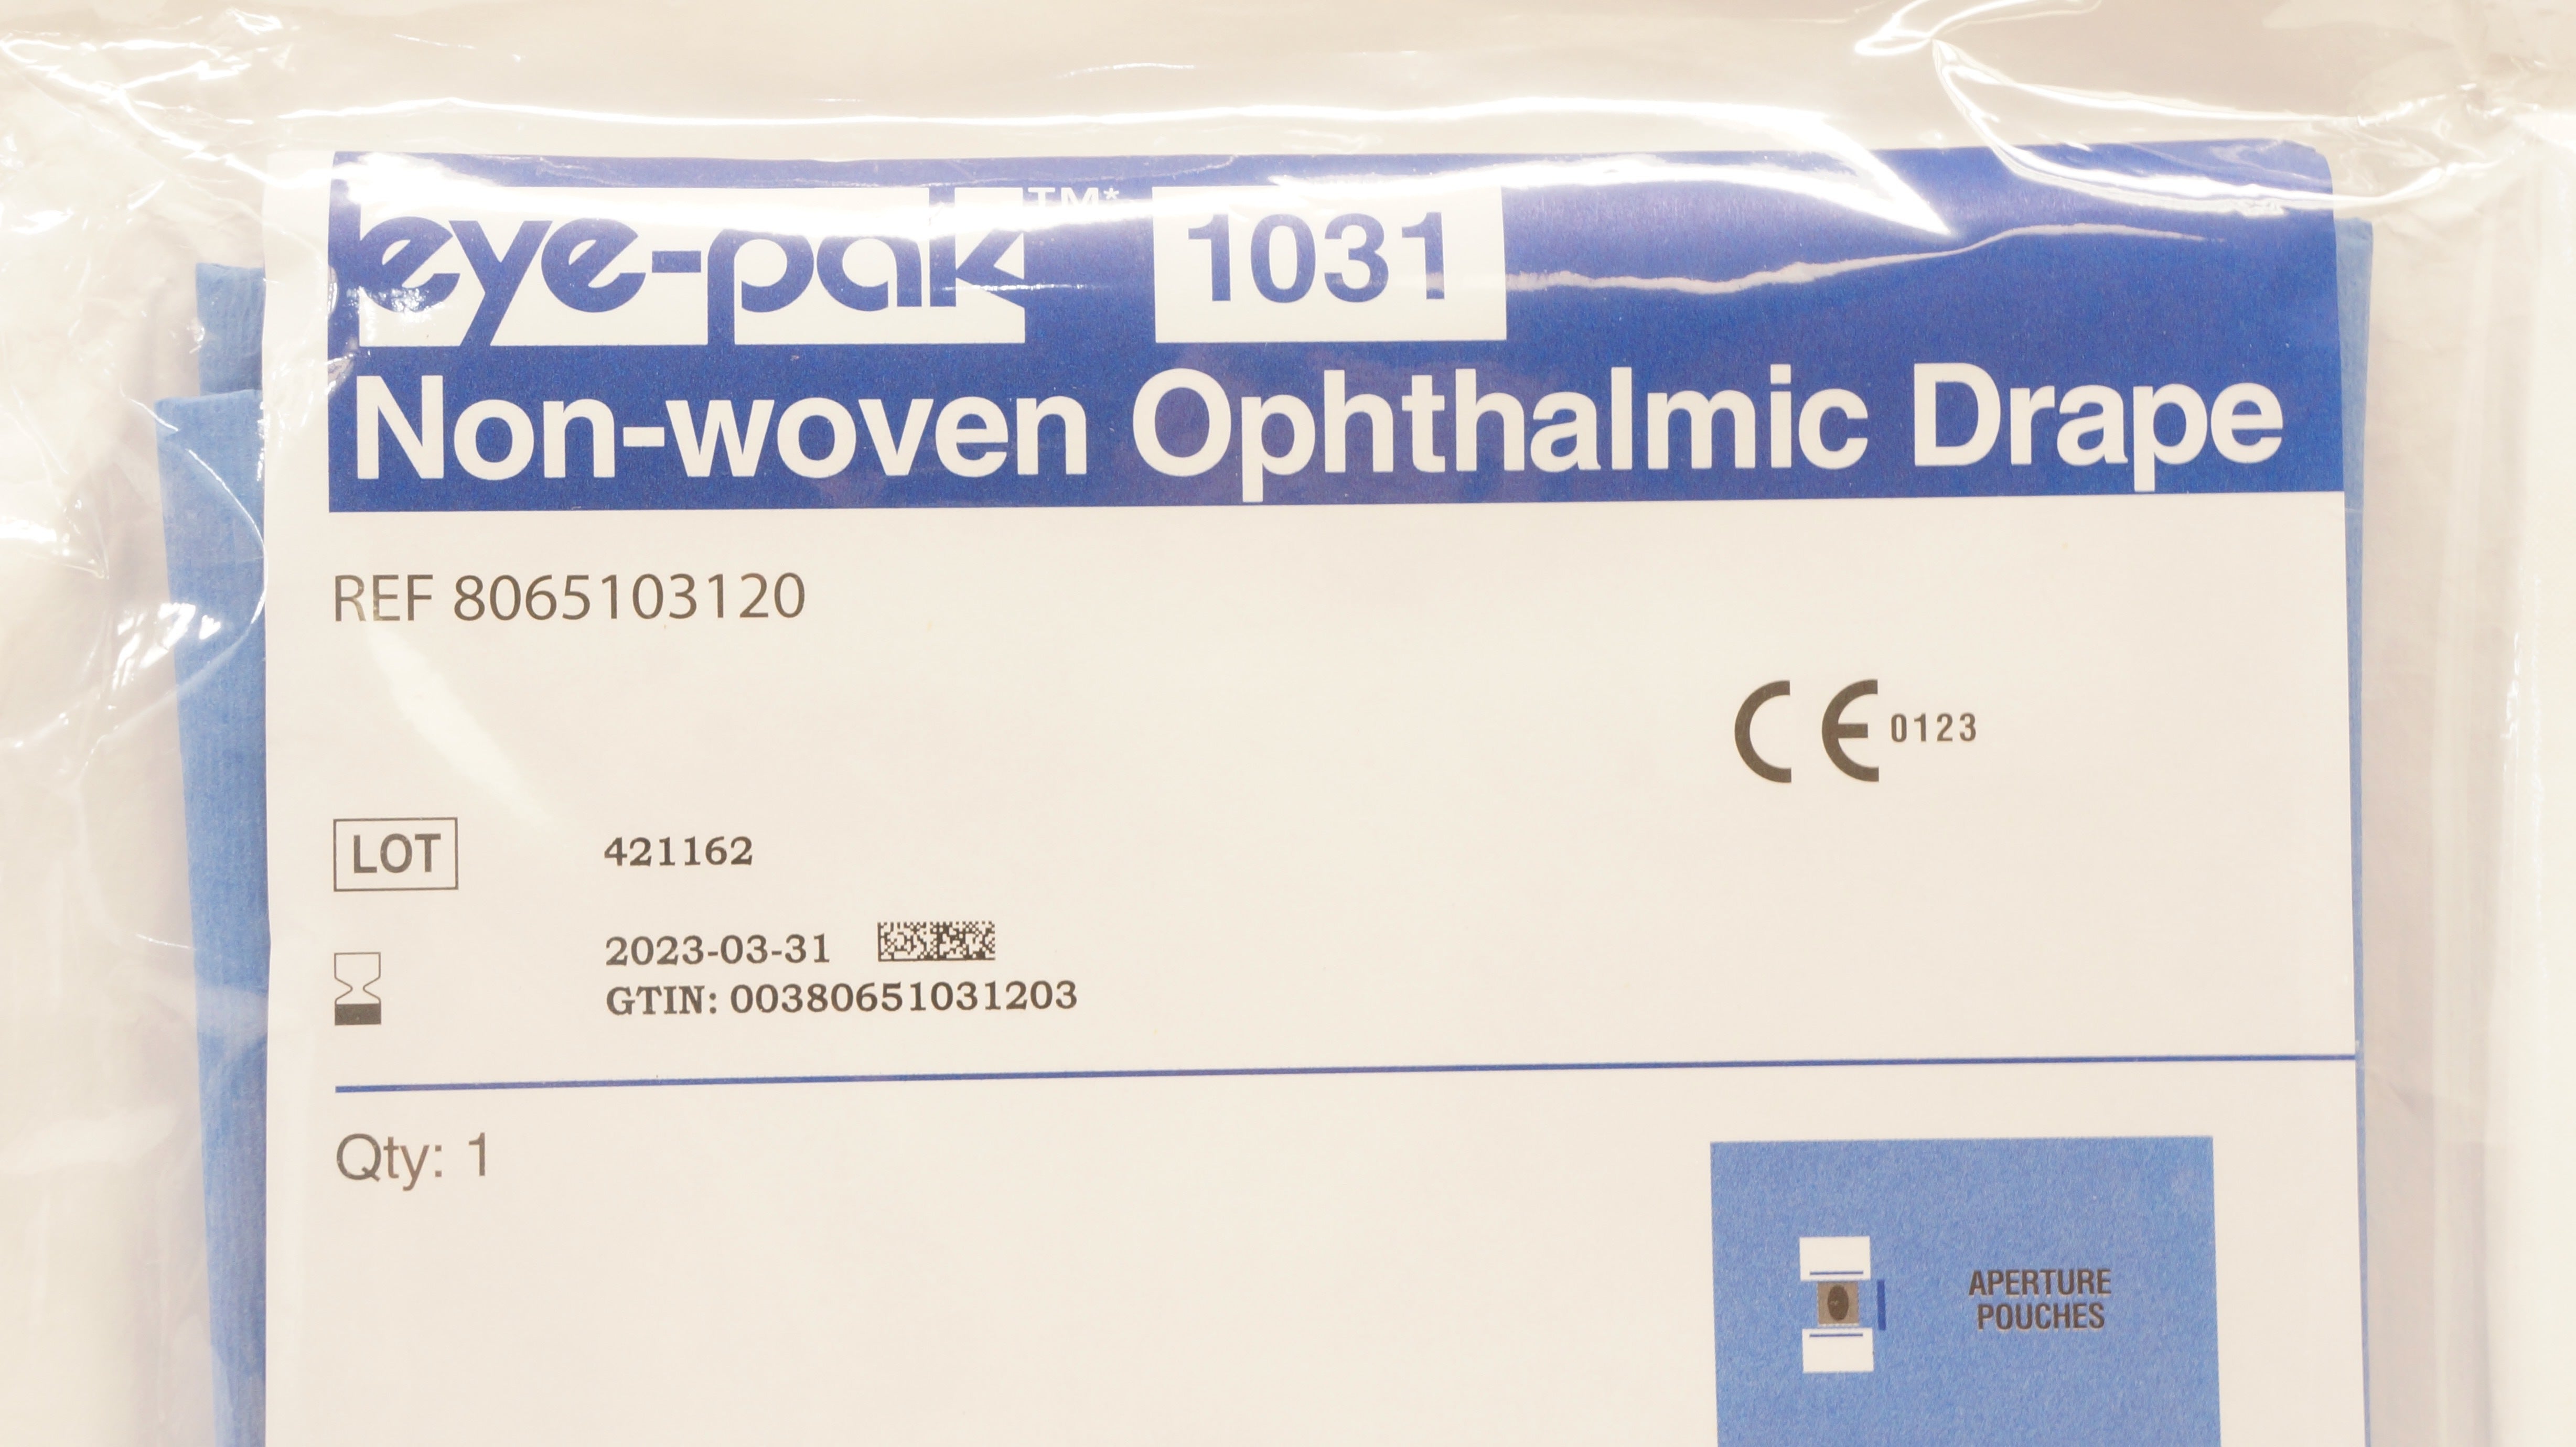 eye-pak™* 1031
Non-woven Ophthalmic Drape
REF 8065103120
CE 0123
LOT 421162
2023-03-31
GTIN: 00380651031203
Qty: 1
APERTURE
POUCHES